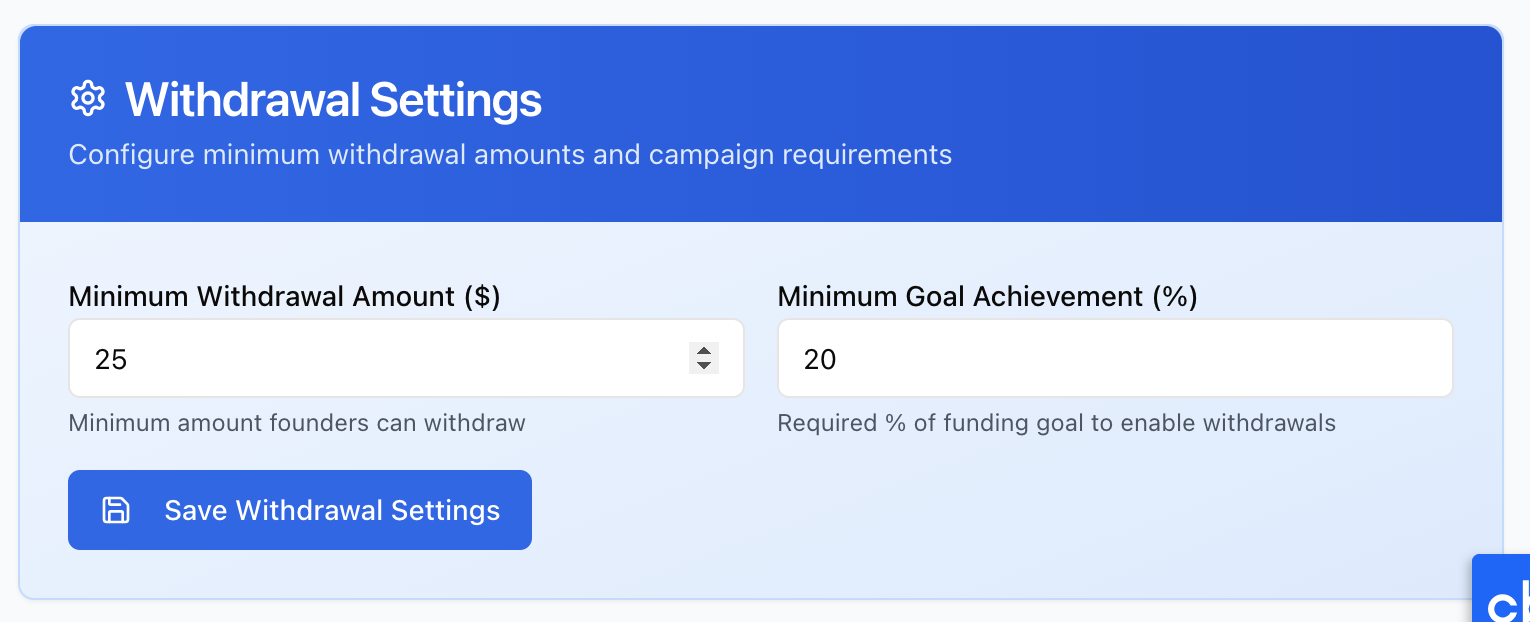 Withdrawal Settings
Configure minimum withdrawal amounts and campaign requirements
Minimum Withdrawal Amount ($)
Minimum Goal Achievement (%)
25
20
Minimum amount founders can withdraw
Required % of funding goal to enable withdrawals
Save Withdrawal Settings